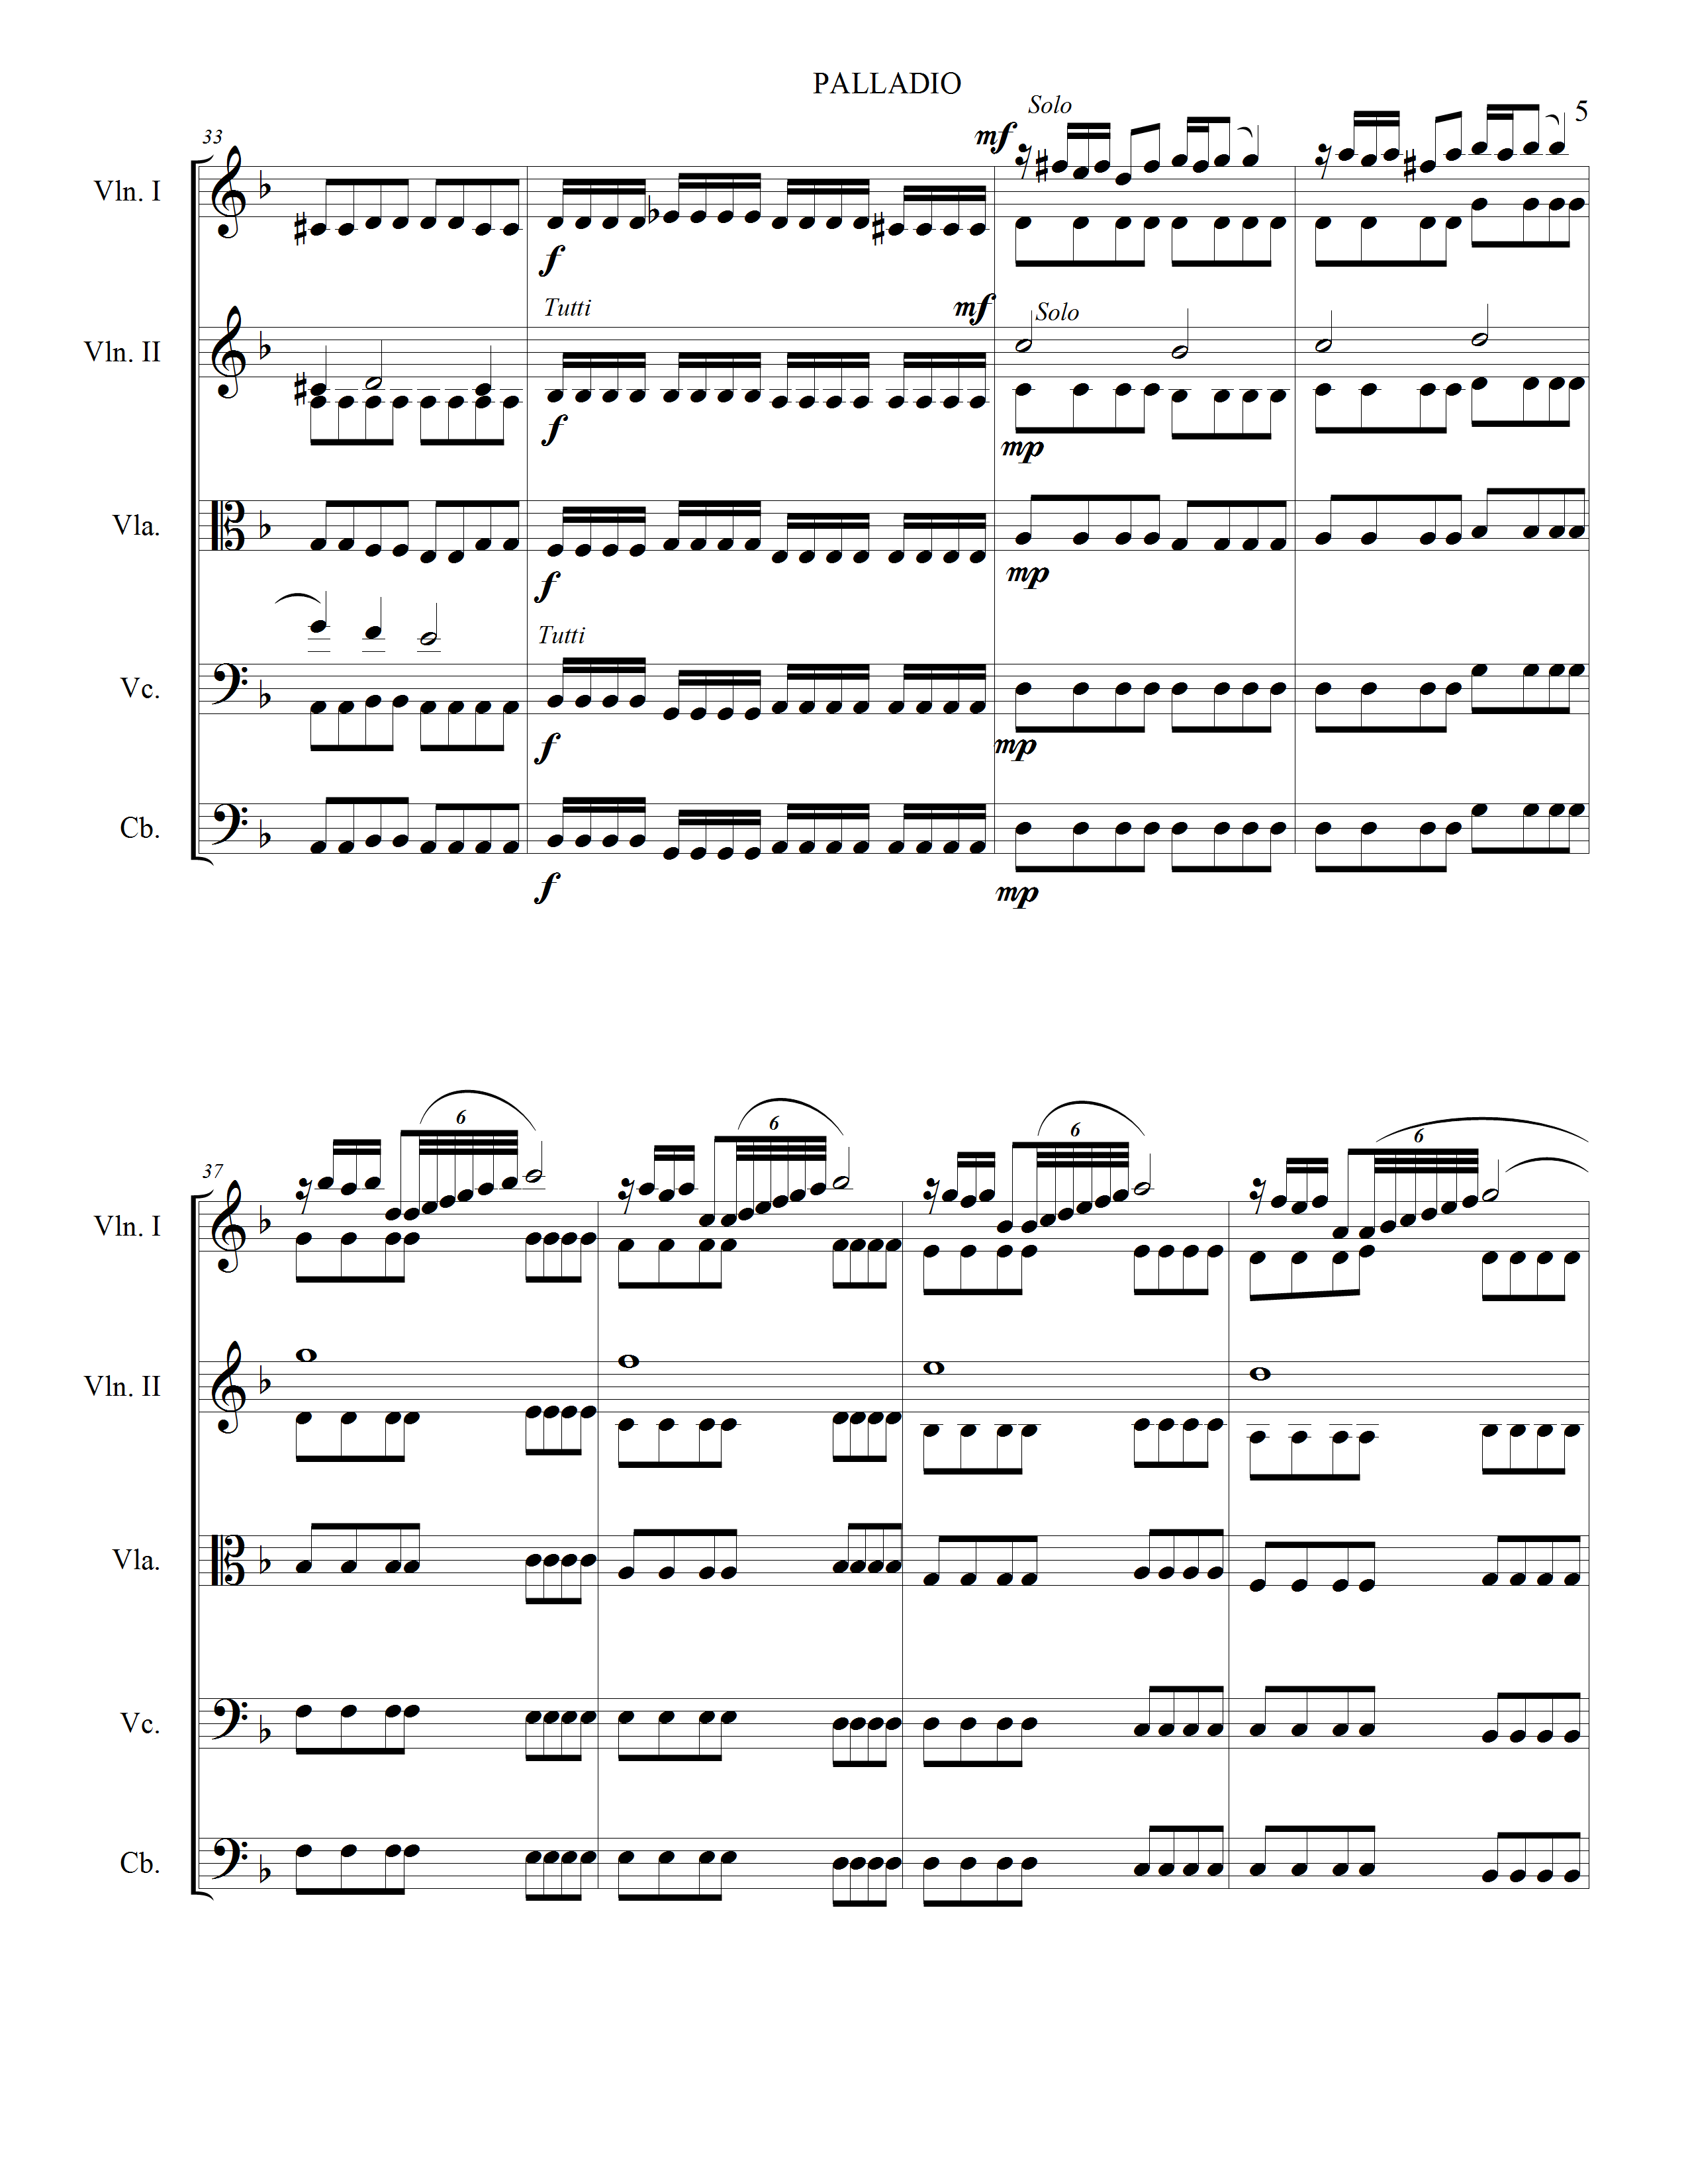 PALLADIO
5
Solo
mf
33
Vln. I
f
Tutti
mf
Solo
Vln. II
f
mp
Vla.
f
mp
Tutti
Vc.
f
mp
Cb.
f
mp
6
6
6
6
37
Vln. I
Vln. II
Vla.
Vc.
Cb.